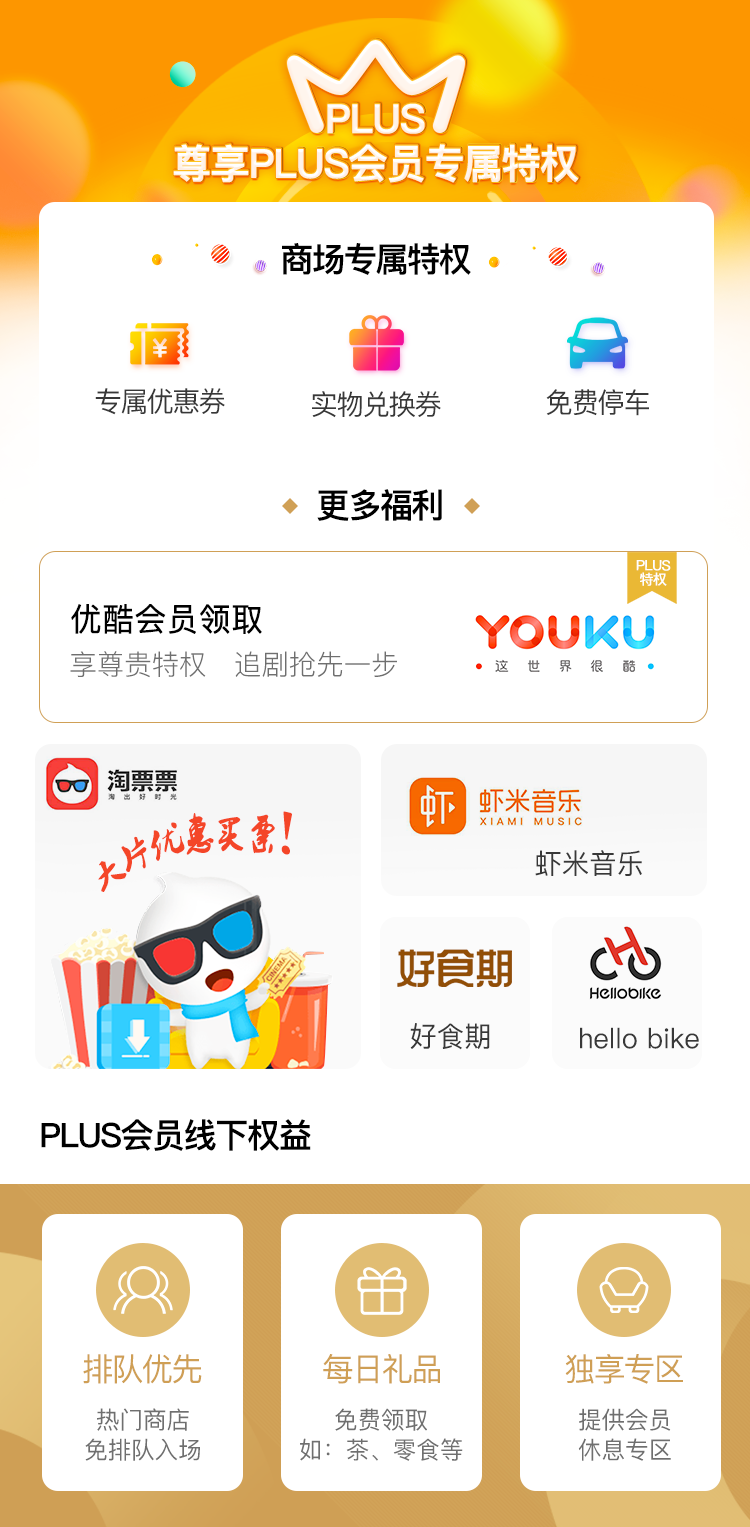 PLUS
尊享PLUS会员专属特权
商场专属特权
¥
专属优惠券
实物兑换券
免费停车
更多福利
PLUS
特权
优酷会员领取
享尊贵特权 追剧抢先一步
YOUKU
这世界很酷
淘票票
淘出好时光
大片优惠买票!
CINEMA
虾
虾米音乐
XIAMI MUSIC
虾米音乐
好食期
好食期
Hellobike
hello bike
PLUS会员线下权益
排队优先
热门商店
免排队入场
每日礼品
免费领取
如：茶、零食等
独享专区
提供会员
休息专区